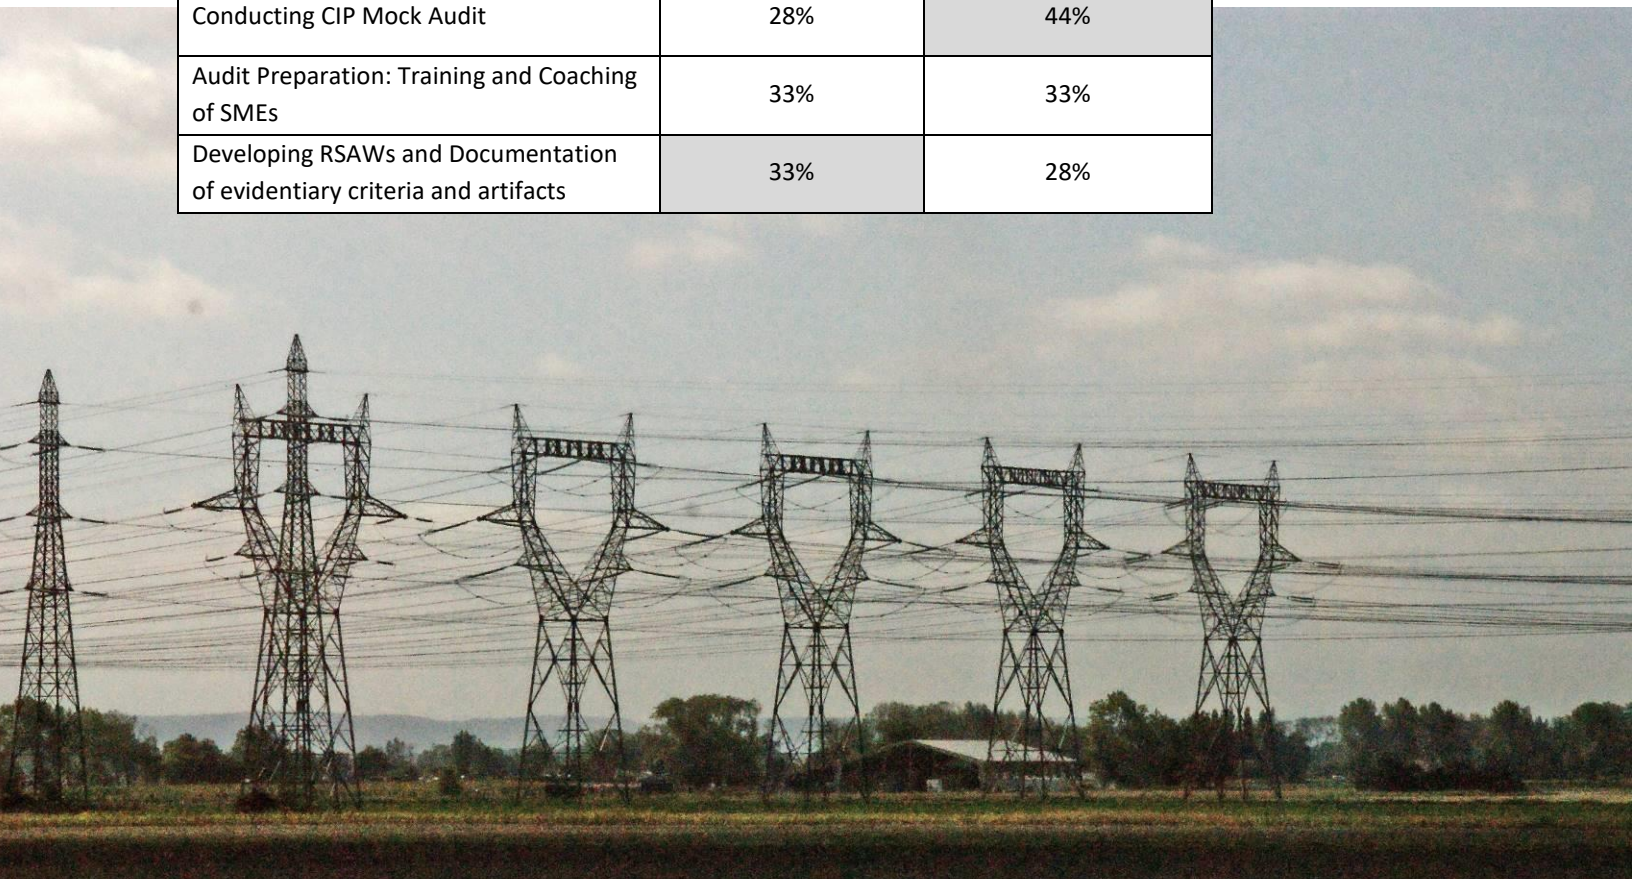 Conducting CIP Mock Audit 28% 44%
Audit Preparation: Training and Coaching
of SMEs 33% 33%
Developing RSAWs and Documentation
of evidentiary criteria and artifacts 33% 28%